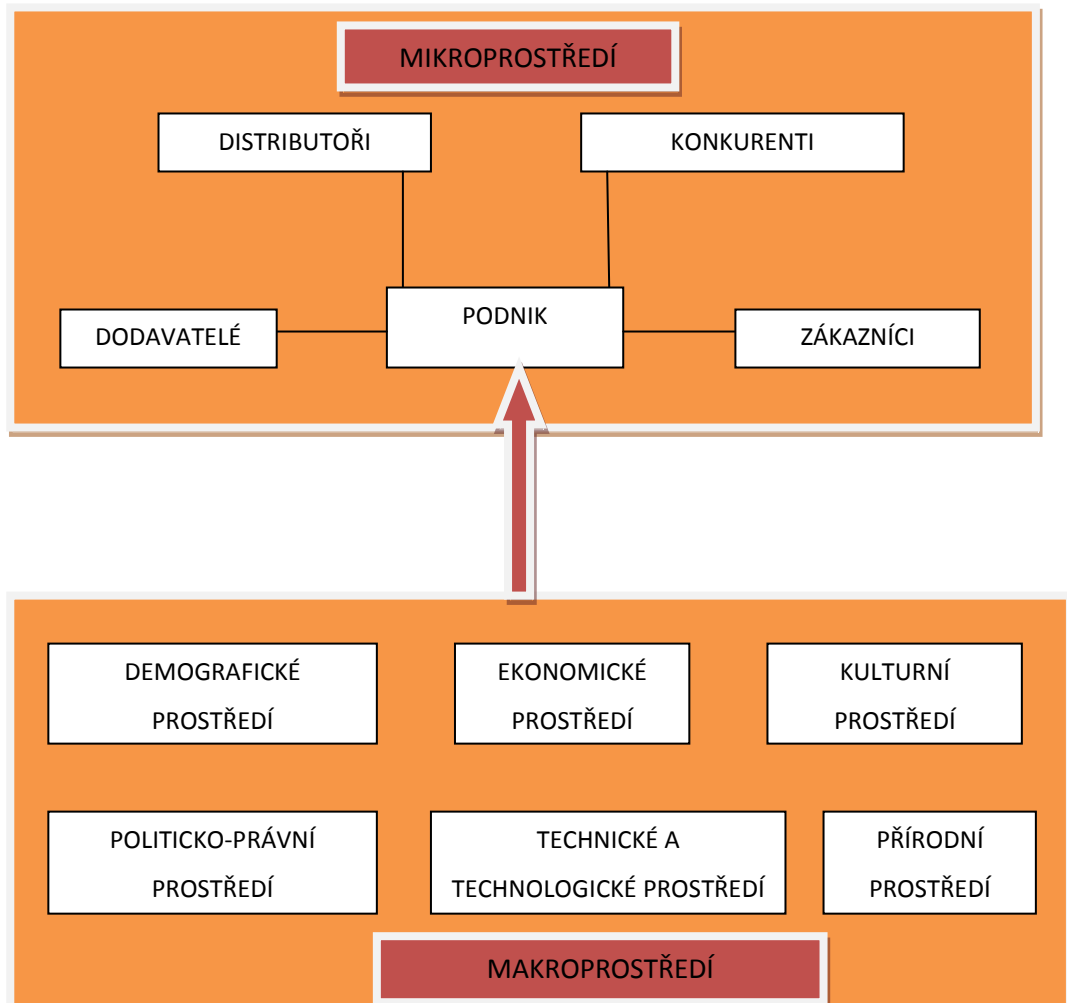 MIKROPROSTŘEDÍ
DISTRIBUTOŘI
KONKURENTI
PODNIK
DODAVATELÉ
ZÁKAZNÍCI
DEMOGRAFICKÉ
PROSTŘEDÍ
EKONOMICKÉ
PROSTŘEDÍ
KULTURNÍ
PROSTŘEDÍ
POLITICKO-PRÁVNÍ
PROSTŘEDÍ
TECHNICKÉ A
TECHNOLOGICKÉ PROSTŘEDÍ
PŘÍRODNÍ
PROSTŘEDÍ
MAKROPROSTŘEDÍ